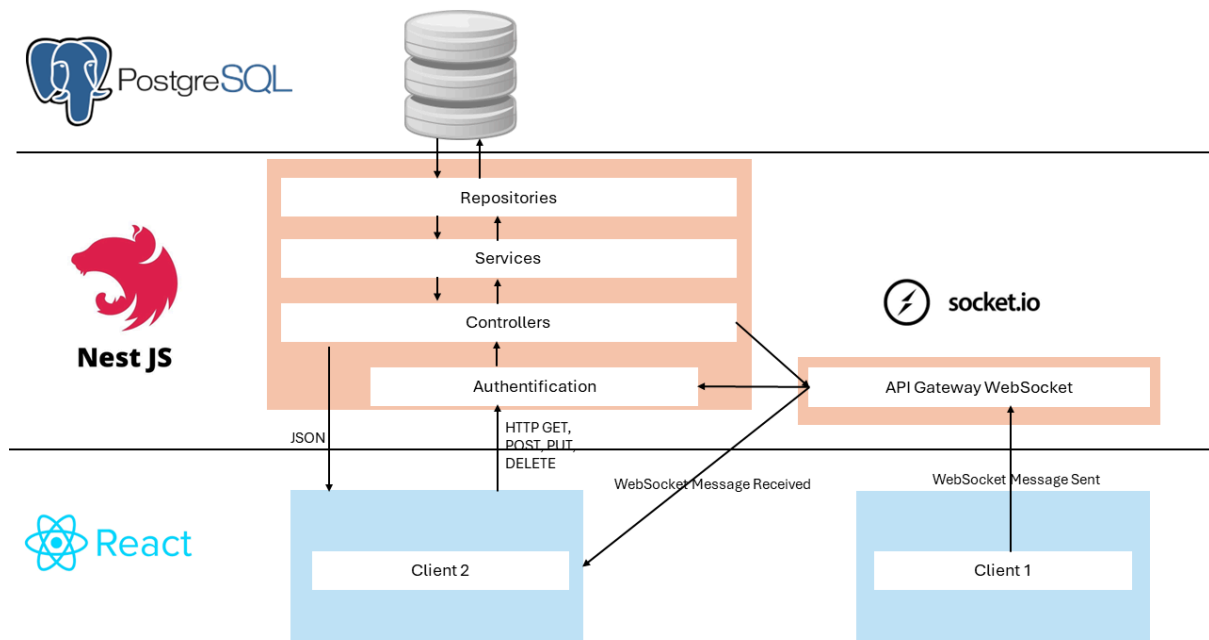 PostgreSQL
Repositories
Services
Controllers
Nest JS
socket.io
Authentification
API Gateway WebSocket
JSON
HTTP GET,
POST, PUT,
DELETE
WebSocket Message Received
WebSocket Message Sent
React
Client 2
Client 1